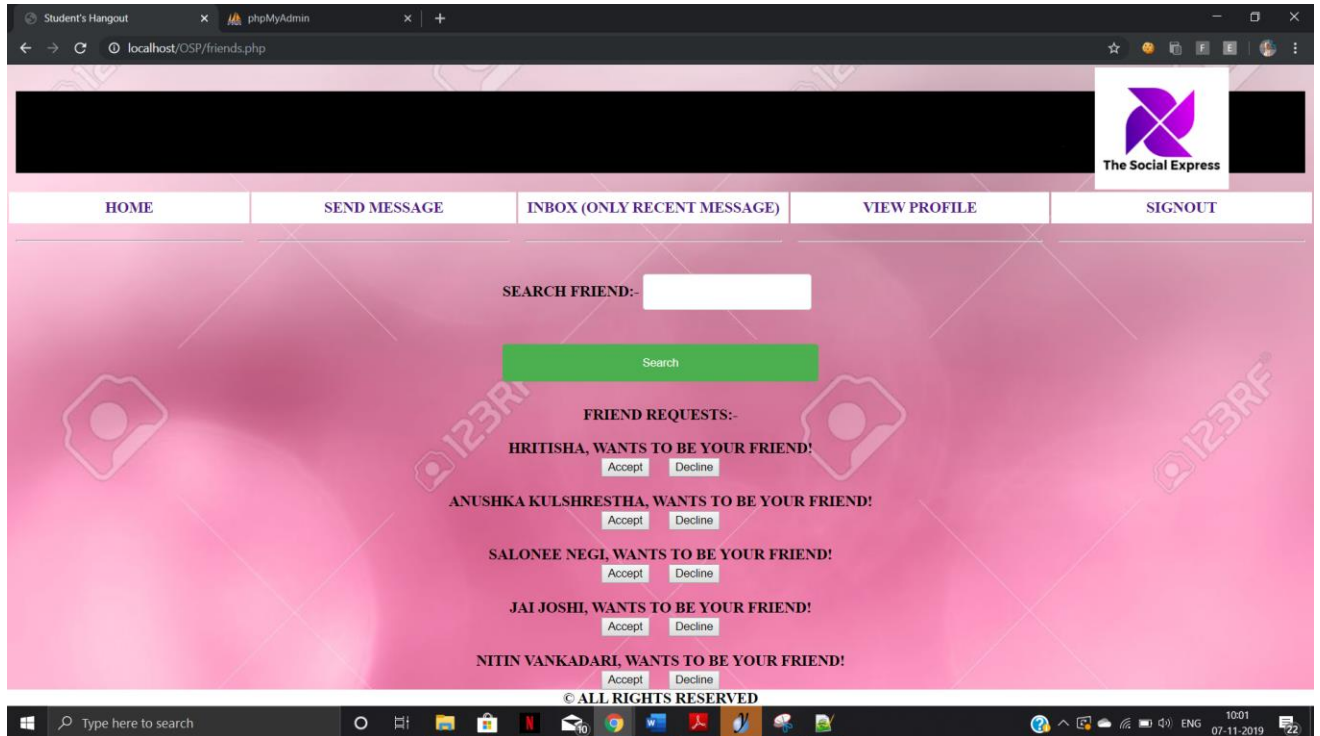 Student's Hangout
phpMyAdmin
localhost/OSP/friends.php
F
E
The Social Express
HOME
SEND MESSAGE
INBOX (ONLY RECENT MESSAGE)
VIEW PROFILE
SIGNOUT
SEARCH FRIEND:-
Search
123RF
123RF
FRIEND REQUESTS:-
HRITISHA, WANTS TO BE YOUR FRIEND!
Accept Decline
ANUSHKA KULSHRESTHA, WANTS TO BE YOUR FRIEND!
Accept Decline
SALONEE NEGI, WANTS TO BE YOUR FRIEND!
Accept Decline
JAI JOSHI, WANTS TO BE YOUR FRIEND!
Accept Decline
NITIN VANKADARI, WANTS TO BE YOUR FRIEND!
Accept Decline
© ALL RIGHTS RESERVED
Type here to search
N
10
W
ENG
10:01
07-11-2019
22